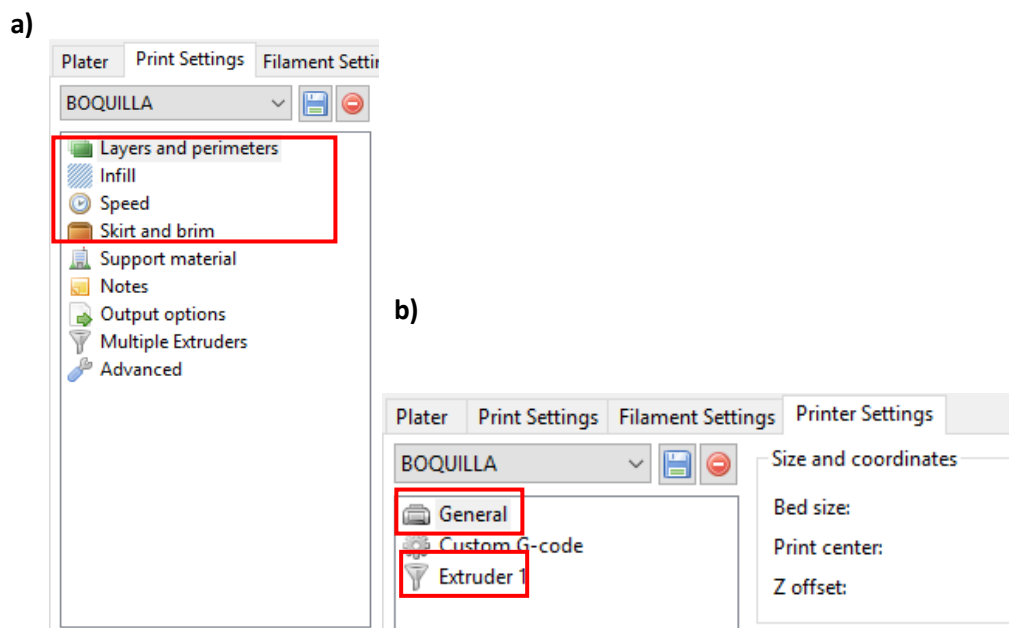 a)
Plater Print Settings Filament Settin
BOQUILLA
Layers and perimeters
Infill
Speed
Skirt and brim
Support material
Notes
Output options
Multiple Extruders
Advanced
b)
Plater Print Settings Filament Settings Printer Settings
BOQUILLA
General
Custom G-code
Extruder 1
Size and coordinates
Bed size:
Print center:
Z offset: